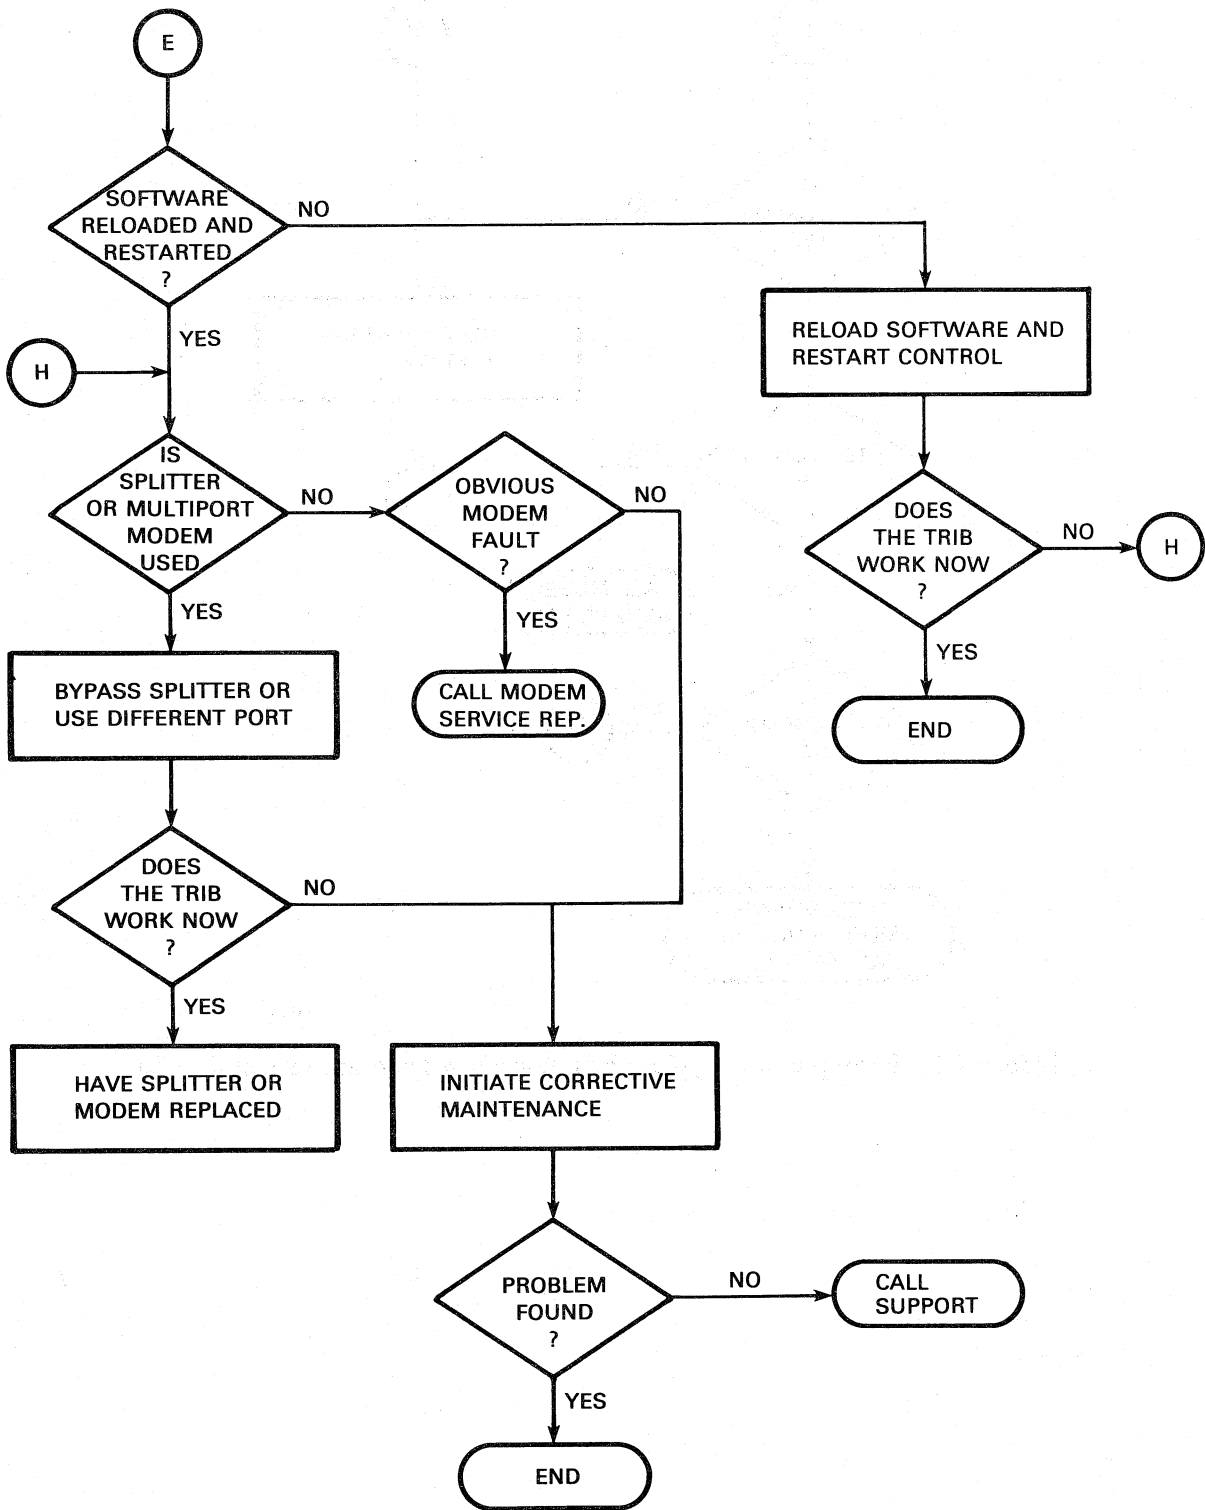 E
SOFTWARE
RELOADED AND
RESTARTED
?
NO
YES
RELOAD SOFTWARE AND
RESTART CONTROL
H
IS
SPLITTER
OR MULTIPORT
MODEM
USED
NO
OBVIOUS
MODEM
FAULT
?
NO
DOES
THE TRIB
WORK NOW
?
NO
H
YES
YES
YES
BYPASS SPLITTER OR
USE DIFFERENT PORT
CALL MODEM
SERVICE REP.
END
DOES
THE TRIB
WORK NOW
?
NO
YES
HAVE SPLITTER OR
MODEM REPLACED
INITIATE CORRECTIVE
MAINTENANCE
PROBLEM
FOUND
?
NO
CALL
SUPPORT
YES
END